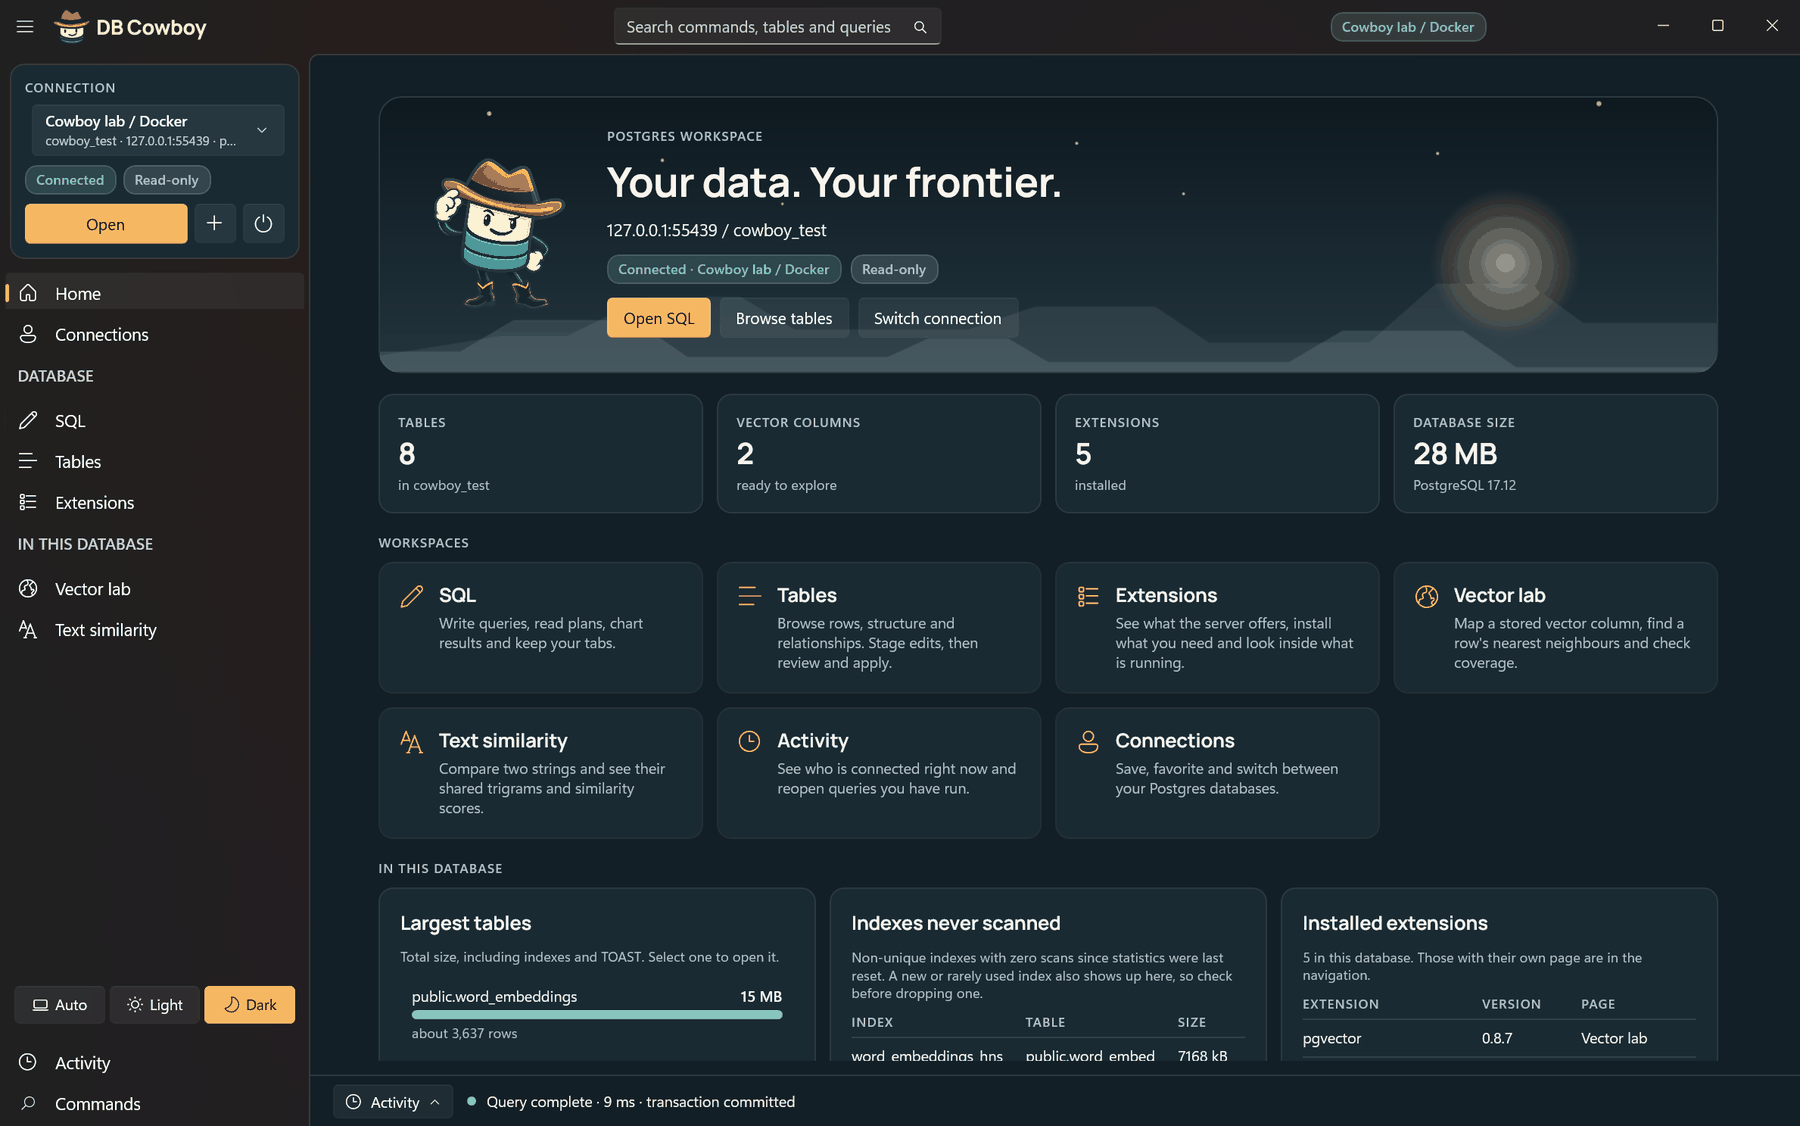 DB Cowboy
Search commands, tables and queries
Cowboy lab / Docker
CONNECTION
Cowboy lab / Docker
cowboy_test · 127.0.0.1:55439 · p...
Connected
Read-only
Open
Home
Connections
DATABASE
SQL
Tables
Extensions
IN THIS DATABASE
Vector lab
Text similarity
Auto
Light
Dark
Activity
Commands
POSTGRES WORKSPACE
Your data. Your frontier.
127.0.0.1:55439 / cowboy_test
Connected · Cowboy lab / Docker
Read-only
Open SQL
Browse tables
Switch connection
TABLES
8
in cowboy_test
VECTOR COLUMNS
2
ready to explore
EXTENSIONS
5
installed
DATABASE SIZE
28 MB
PostgreSQL 17.12
WORKSPACES
SQL
Write queries, read plans, chart
results and keep your tabs.
Tables
Browse rows, structure and
relationships. Stage edits, then
review and apply.
Extensions
See what the server offers, install
what you need and look inside what
is running.
Vector lab
Map a stored vector column, find a
row's nearest neighbours and check
coverage.
Text similarity
Compare two strings and see their
shared trigrams and similarity
scores.
Activity
See who is connected right now and
reopen queries you have run.
Connections
Save, favorite and switch between
your Postgres databases.
IN THIS DATABASE
Largest tables
Total size, including indexes and TOAST. Select one to open it.
public.word_embeddings 15 MB
about 3,637 rows
Indexes never scanned
Non-unique indexes with zero scans since statistics were last
reset. A new or rarely used index also shows up here, so check
before dropping one.
INDEX TABLE SIZE
word_embeddings_hns public.word_embed 7168 kB
Installed extensions
5 in this database. Those with their own page are in the
navigation.
EXTENSION VERSION PAGE
pgvector 0.8.7 Vector lab
Activity
Query complete · 9 ms · transaction committed